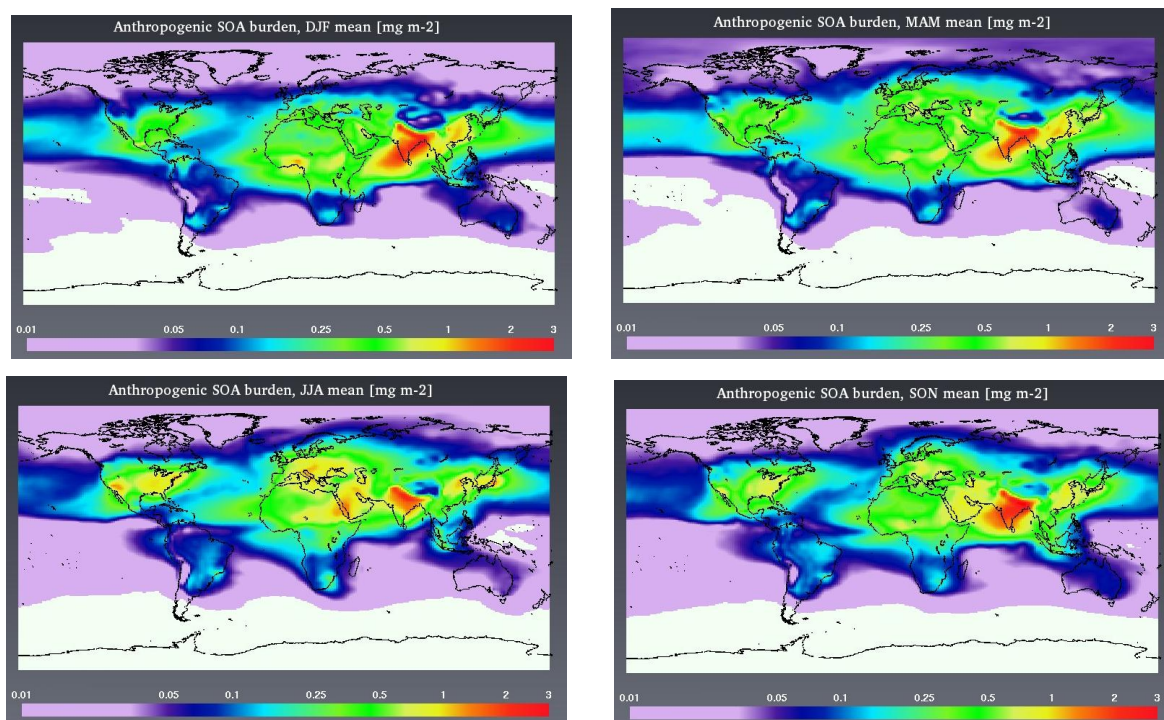 Anthropogenic SOA burden, DJF mean [mg m-2]
0.01 0.05 0.1 0.25 0.5 1 2 3
Anthropogenic SOA burden, MAM mean [mg m-2]
0.01 0.05 0.1 0.25 0.5 1 2 3
Anthropogenic SOA burden, JJA mean [mg m-2]
0.01 0.05 0.1 0.25 0.5 1 2 3
Anthropogenic SOA burden, SON mean [mg m-2]
0.01 0.05 0.1 0.25 0.5 1 2 3